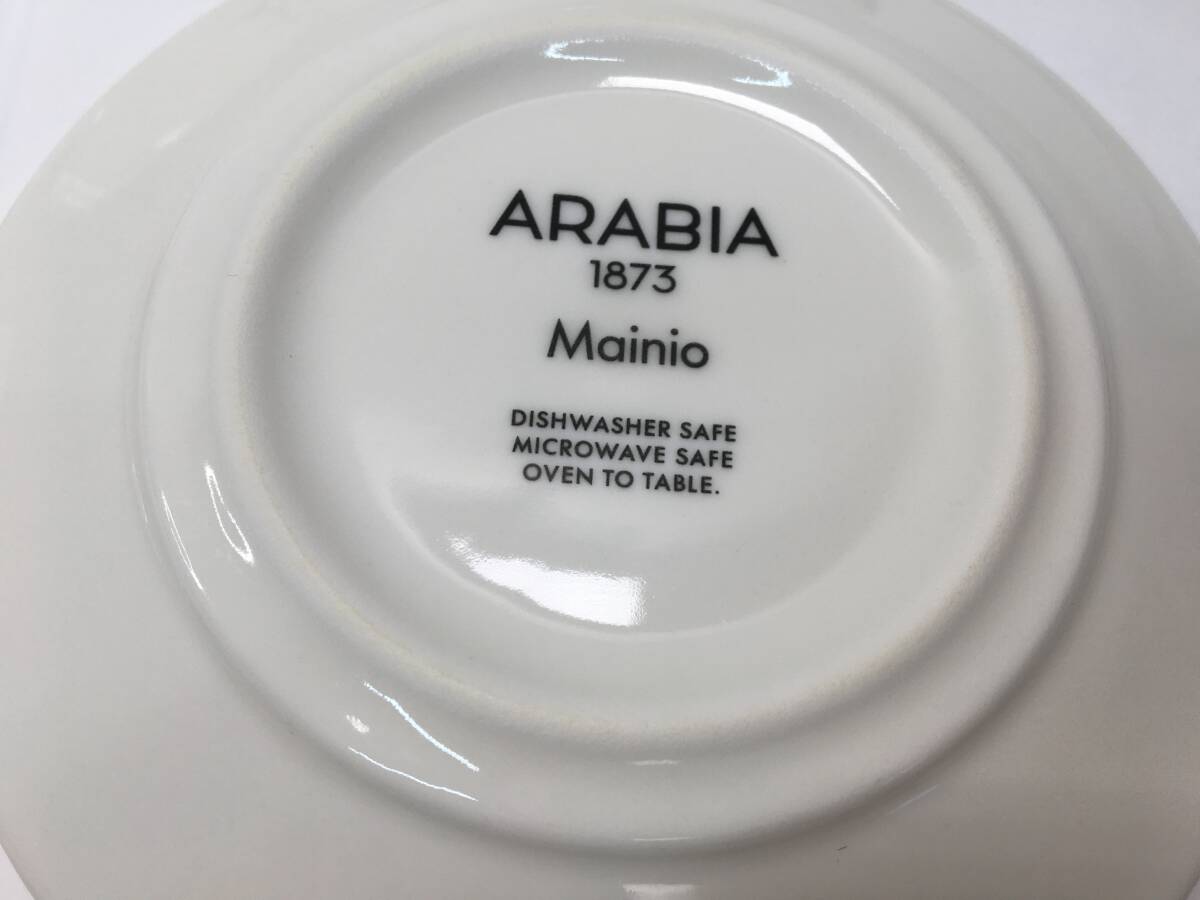 ARABIA
1873
Mainio
DISHWASHER SAFE
MICROWAVE SAFE
OVEN TO TABLE.